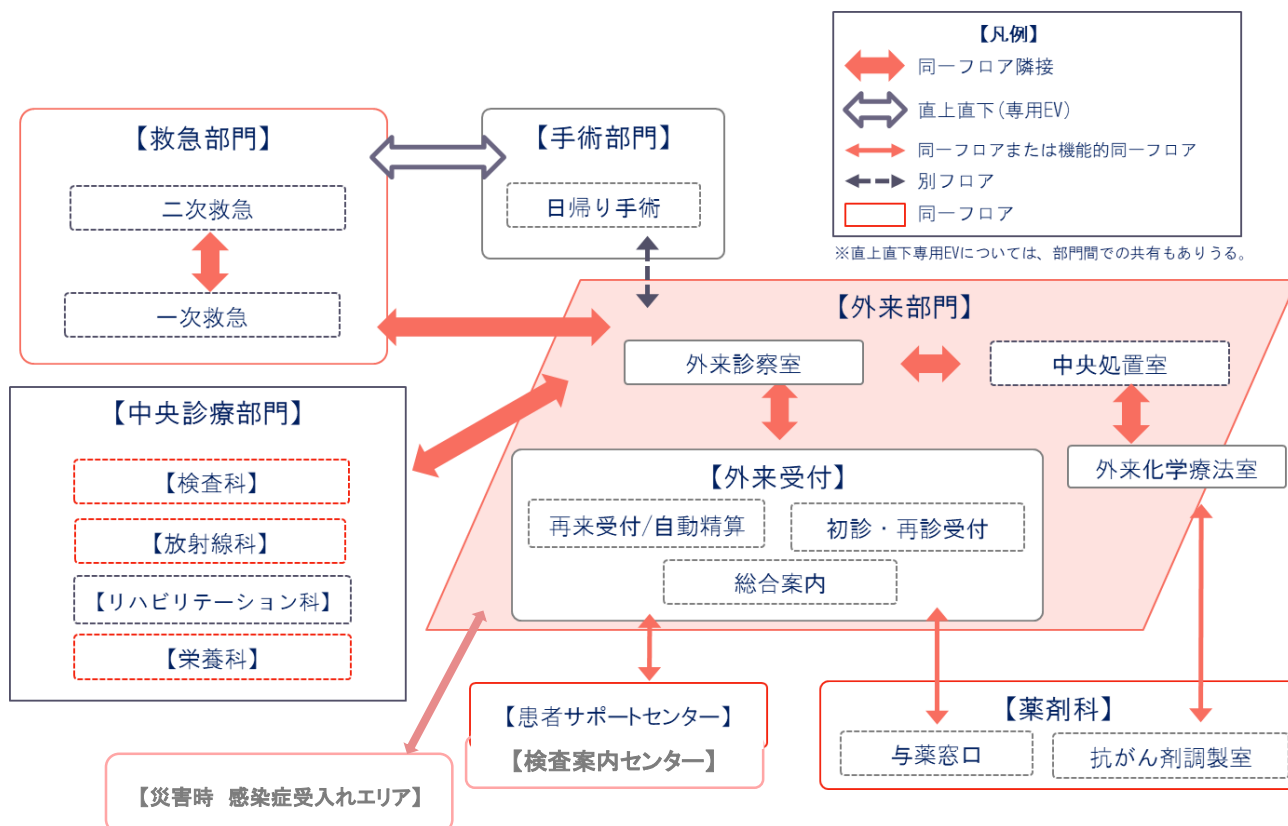 【凡例】
同一フロア隣接
直上直下(専用EV)
同一フロアまたは機能的同一フロア
別フロア
同一フロア
※直上直下専用EVについては、部門間での共有もありうる。
【救急部門】
二次救急
一次救急
【手術部門】
日帰り手術
【外来部門】
外来診察室
中央処置室
外来化学療法室
【中央診療部門】
【検査科】
【放射線科】
【リハビリテーション科】
【栄養科】
【外来受付】
再来受付/自動精算
初診・再診受付
総合案内
【患者サポートセンター】
【検査案内センター】
【薬剤科】
与薬窓口
抗がん剤調製室
【災害時 感染症受入れエリア】